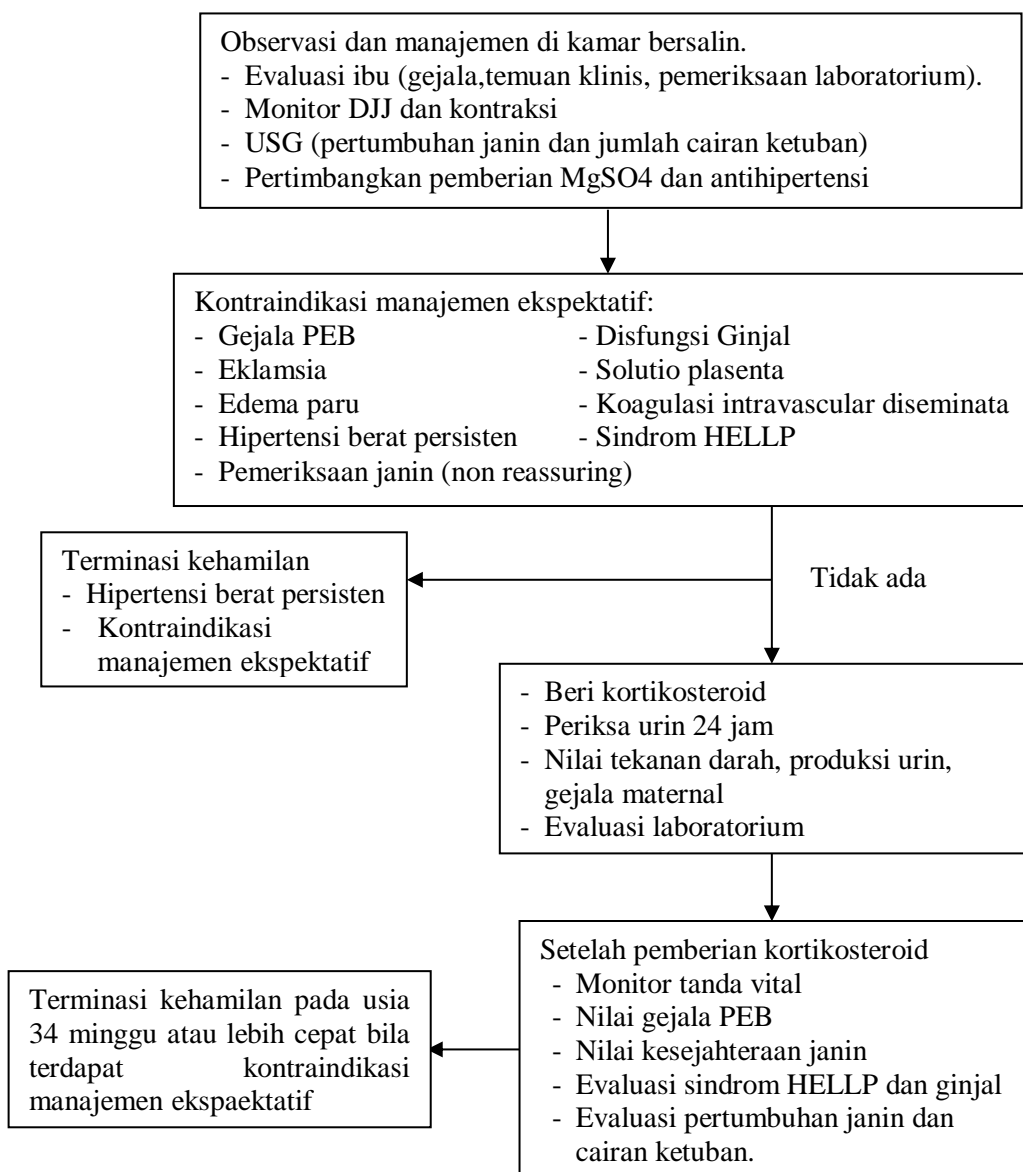 Observasi dan manajemen di kamar bersalin.
- Evaluasi ibu (gejala,temuan klinis, pemeriksaan laboratorium).
- Monitor DJJ dan kontraksi
- USG (pertumbuhan janin dan jumlah cairan ketuban)
- Pertimbangkan pemberian MgSO4 dan antihipertensi
Kontraindikasi manajemen ekspektatif:
- Gejala PEB - Disfungsi Ginjal
- Eklamsia - Solutio plasenta
- Edema paru - Koagulasi intravascular diseminata
- Hipertensi berat persisten - Sindrom HELLP
- Pemeriksaan janin (non reassuring)
Terminasi kehamilan
- Hipertensi berat persisten
- Kontraindikasi
manajemen ekspektatif
Tidak ada
- Beri kortikosteroid
- Periksa urin 24 jam
- Nilai tekanan darah, produksi urin,
gejala maternal
- Evaluasi laboratorium
Setelah pemberian kortikosteroid
- Monitor tanda vital
- Nilai gejala PEB
- Nilai kesejahteraan janin
- Evaluasi sindrom HELLP dan ginjal
- Evaluasi pertumbuhan janin dan
cairan ketuban.
Terminasi kehamilan pada usia
34 minggu atau lebih cepat bila
terdapat kontraindikasi
manajemen ekspaektatif